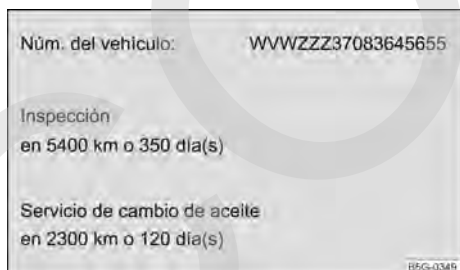 Núm. del vehículo: WVWZZZ37083645655
Inspección
en 5400 km o 350 día(s)
Servicio de cambio de aceite
en 2300 km o 120 día(s)
B5G-0349